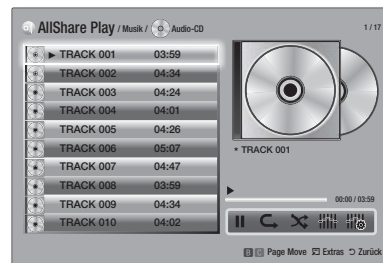 AllShare Play / Musik / Audio-CD 1 / 17
▶ TRACK 001 03:59
TRACK 002 04:34
TRACK 003 04:24
TRACK 004 04:01
TRACK 005 04:26
TRACK 006 05:07
TRACK 007 04:47
TRACK 008 03:59
TRACK 009 04:34
TRACK 010 04:02
* TRACK 001
00:00 / 03:59
B C Page Move Extras Zurück